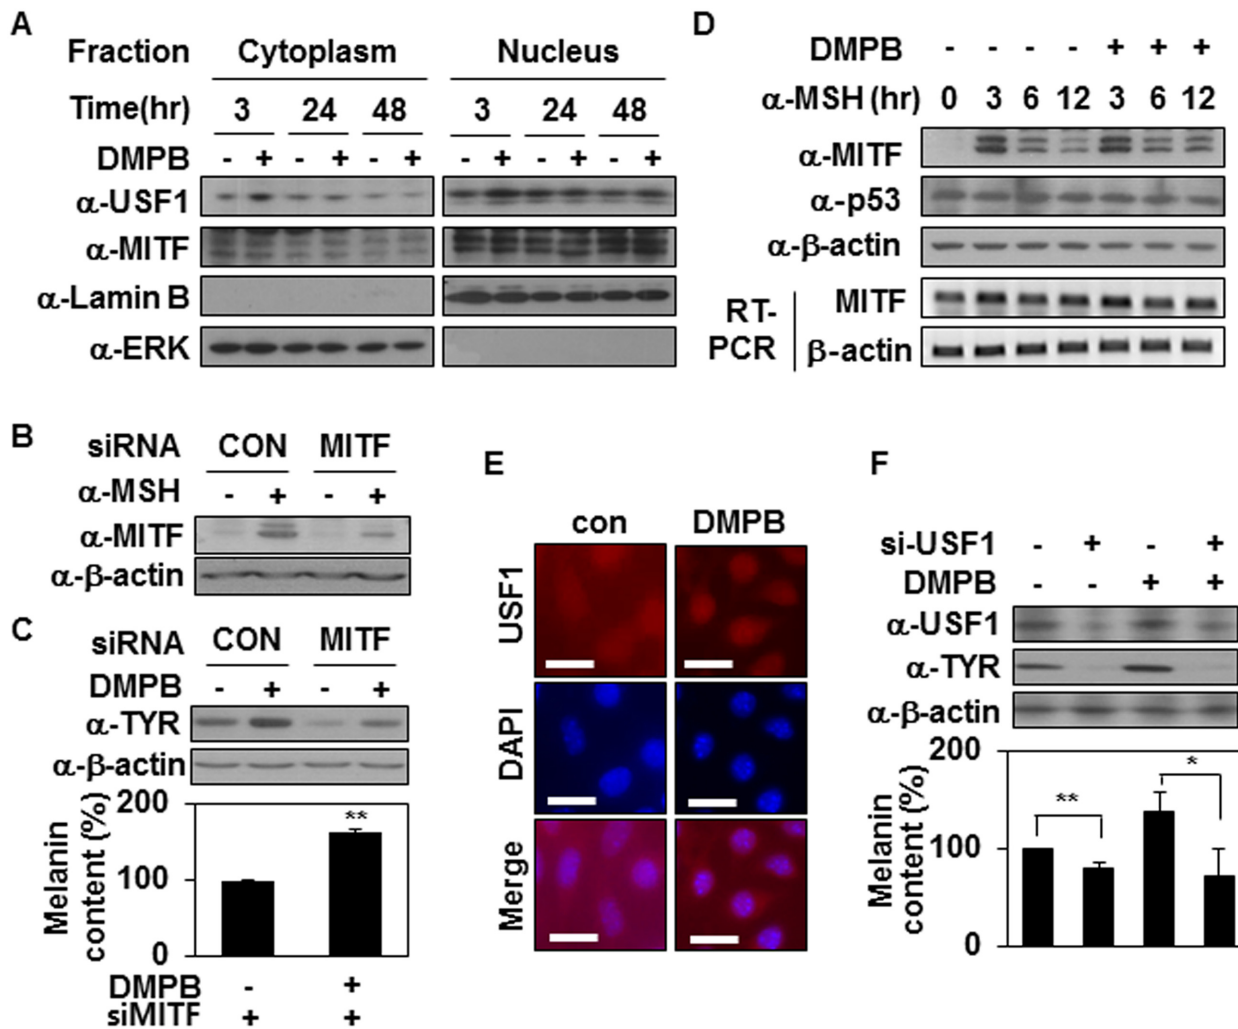 A
Fraction Cytoplasm Nucleus
Time(hr) 3 24 48 3 24 48
DMPB - + - + - + - + - + - +
α-USF1
α-MITF
α-Lamin B
α-ERK
D
DMPB - - - - + + +
α-MSH (hr) 0 3 6 12 3 6 12
α-MITF
α-p53
α-β-actin
RT-PCR
MITF
β-actin
B
siRNA CON MITF
α-MSH - + - +
α-MITF
α-β-actin
C
siRNA CON MITF
DMPB - + - +
α-TYR
α-β-actin
Melanin
content (%)
200
**
100
0
DMPB - +
siMITF + +
E
con DMPB
USF1
DAPI
Merge
F
si-USF1 - + - +
DMPB - - + +
α-USF1
α-TYR
α-β-actin
Melanin
content (%)
200
** *
100
0